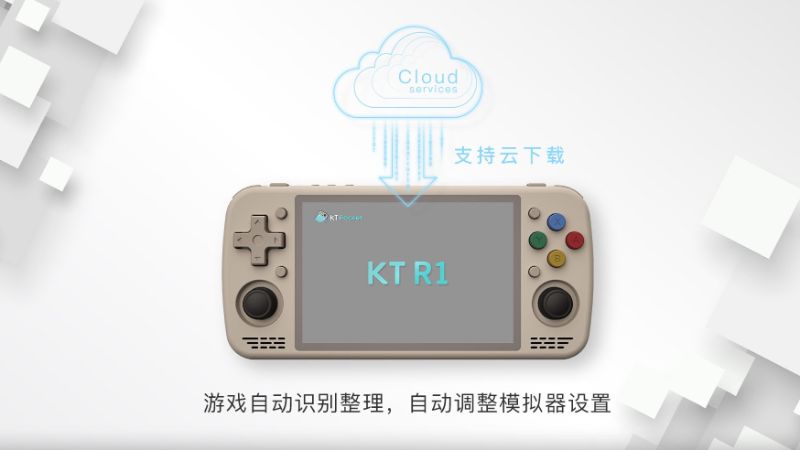 Cloud
services
支持云下载
KT Pocket
KT R1
X
Y
A
B
游戏自动识别整理，自动调整模拟器设置